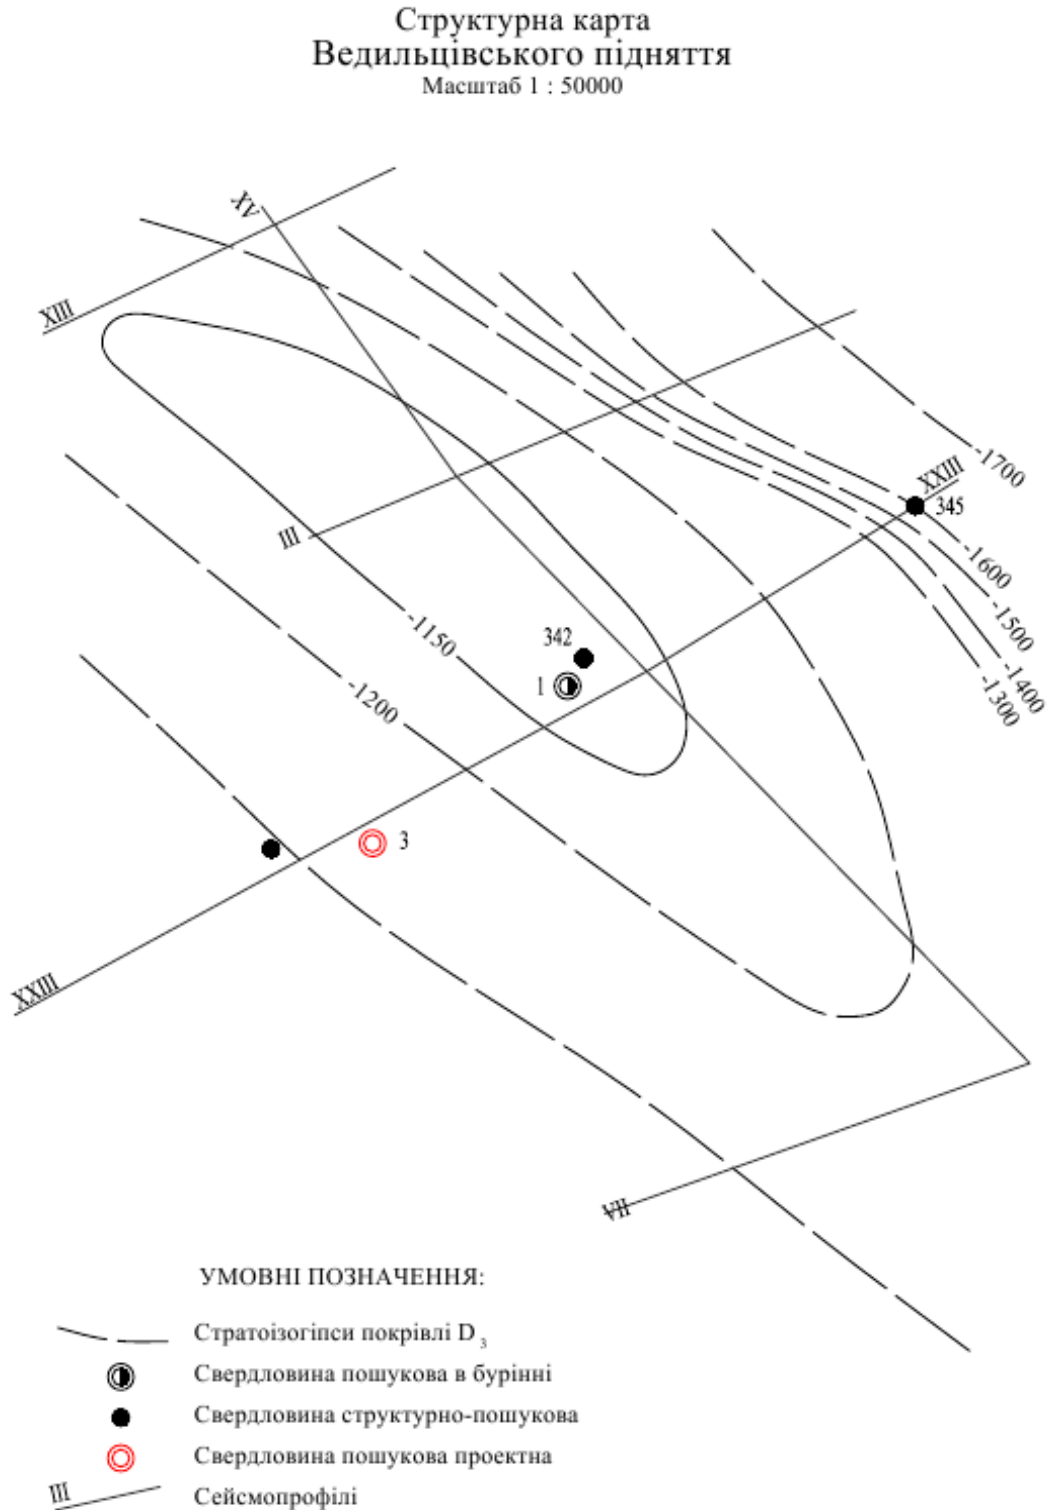 Структурна карта
Ведильцівського підняття
Масштаб 1 : 50000
XV
XIII
-1700
XXIII
345
III
-1600
-1500
-1150
342
-1400
1
-1300
-1200
3
XXIII
VII
УМОВНІ ПОЗНАЧЕННЯ:
Стратоізогіпси покрівлі D₃
Свердловина пошукова в бурінні
Свердловина структурно-пошукова
Свердловина пошукова проектна
III Сейсмопрофілі